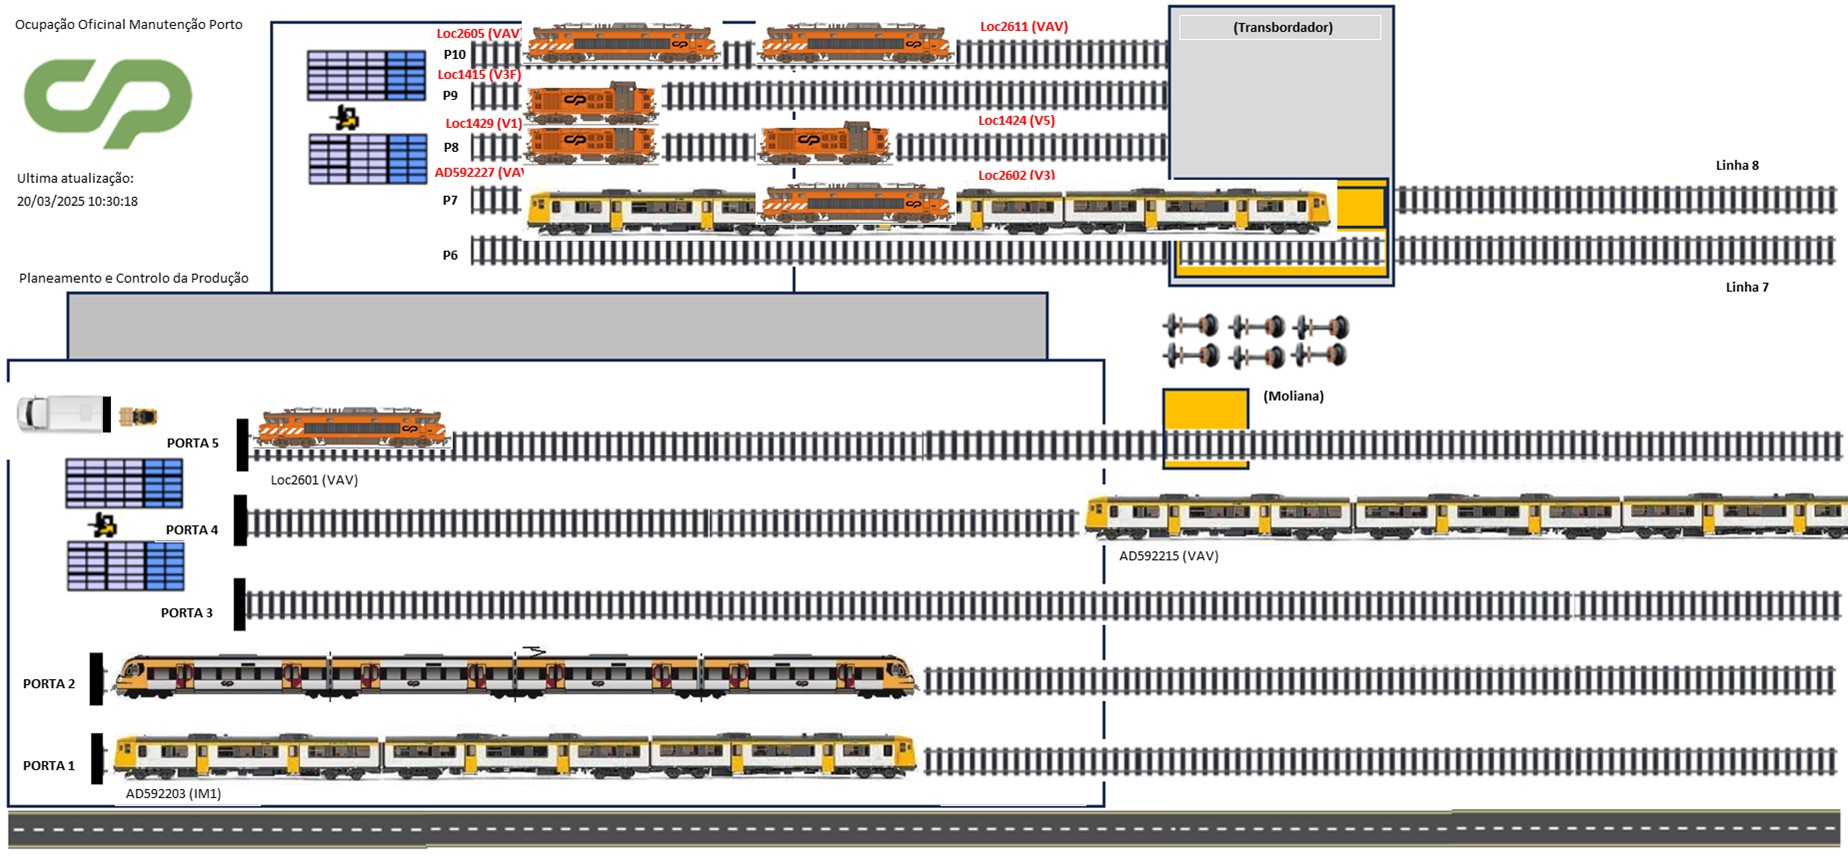 Ocupação Oficinal Manutenção Porto
Loc2605 (VAV)
Loc2611 (VAV)
(Transbordador)
P10
Loc1415 (V3F)
P9
Loc1429 (V1)
Loc1424 (V5)
P8
Ultima atualização:
20/03/2025 10:30:18
AD592227 (VAV
Loc2602 (V3)
Linha 8
P7
P6
Planeamento e Controlo da Produção
Linha 7
(Moliana)
PORTA 5
Loc2601 (VAV)
PORTA 4
AD592215 (VAV)
PORTA 3
PORTA 2
PORTA 1
AD592203 (IM1)